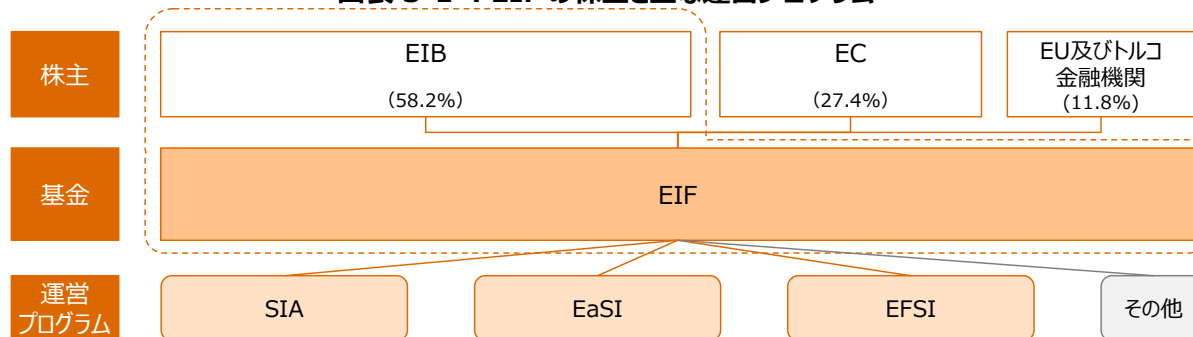 株主
EIB
(58.2%)
EC
(27.4%)
EU及びトルコ
金融機関
(11.8%)
基金
EIF
運営
プログラム
SIA
EaSI
EFSI
その他